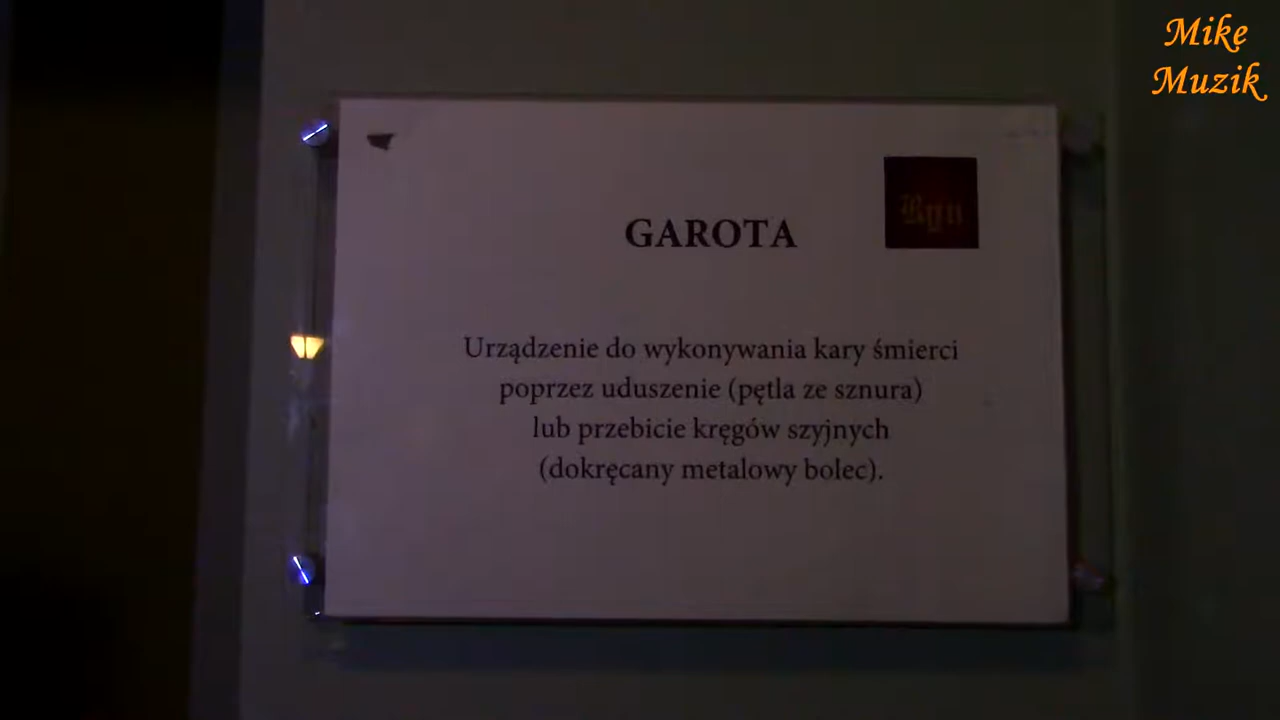 Mike
Muzik
Ryn
GAROTA
Urządzenie do wykonywania kary śmierci
poprzez uduszenie (pętla ze sznura)
lub przebicie kręgów szyjnych
(dokręcany metalowy bolec).